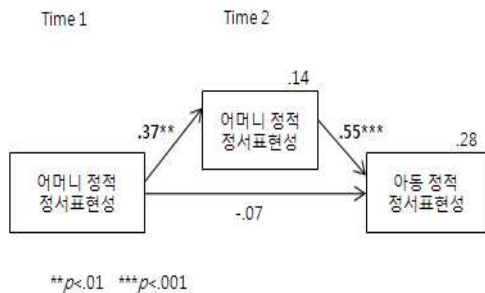 Time 1
Time 2
.14
어머니 정적
정서표현성
.37**
.55***
.28
어머니 정적
정서표현성
아동 정적
정서표현성
-.07
**p<.01 ***p<.001